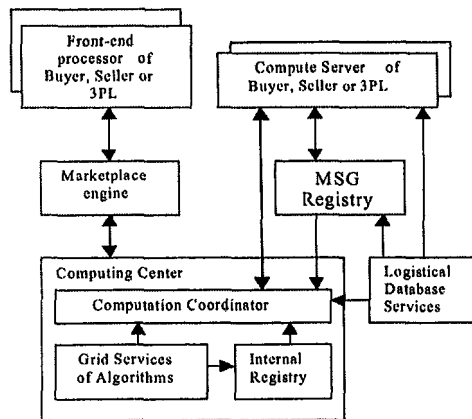 Front-end
processor of
Buyer, Seller or
3PL
Compute Server of
Buyer, Seller or 3PL
Marketplace
engine
MSG
Registry
Computing Center
Computation Coordinator
Logistical
Database
Services
Grid Services
of Algorithms
Internal
Registry